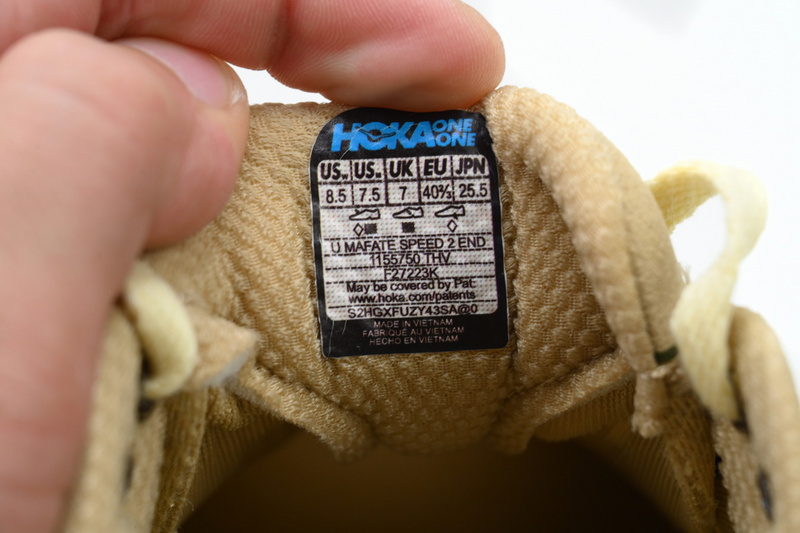 HOKA ONE ONE
US.. US.. UK EU JPN
8.5 7.5 7 40⅔ 25.5
U MAFATE SPEED 2 END
1155750 THV
F27223K
May be covered by Pat:
www.hoka.com/patents
S2HGXFUZY43SA@0
MADE IN VIETNAM
FABRIQUÉ AU VIETNAM
HECHO EN VIETNAM